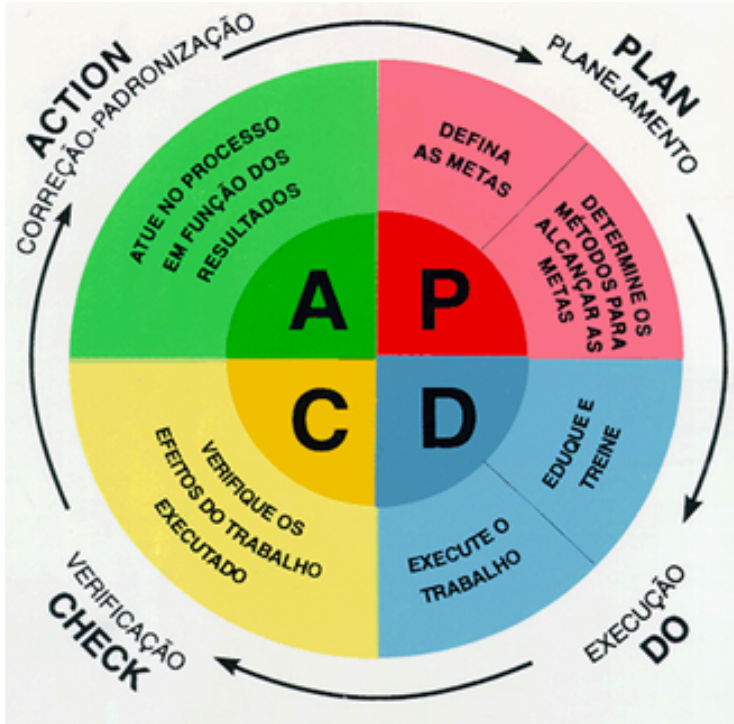 PLAN
PLANEJAMENTO
DEFINA
AS METAS
DETERMINE OS
MÉTODOS PARA
ALCANÇAR AS
METAS
P
DO
EXECUÇÃO
EDUQUE E
TREINE
EXECUTE O
TRABALHO
D
CHECK
VERIFICAÇÃO
VERIFIQUE OS
EFEITOS DO TRABALHO
EXECUTADO
C
ACTION
CORREÇÃO-PADRONIZAÇÃO
ATUE NO PROCESSO
EM FUNÇÃO DOS
RESULTADOS
A